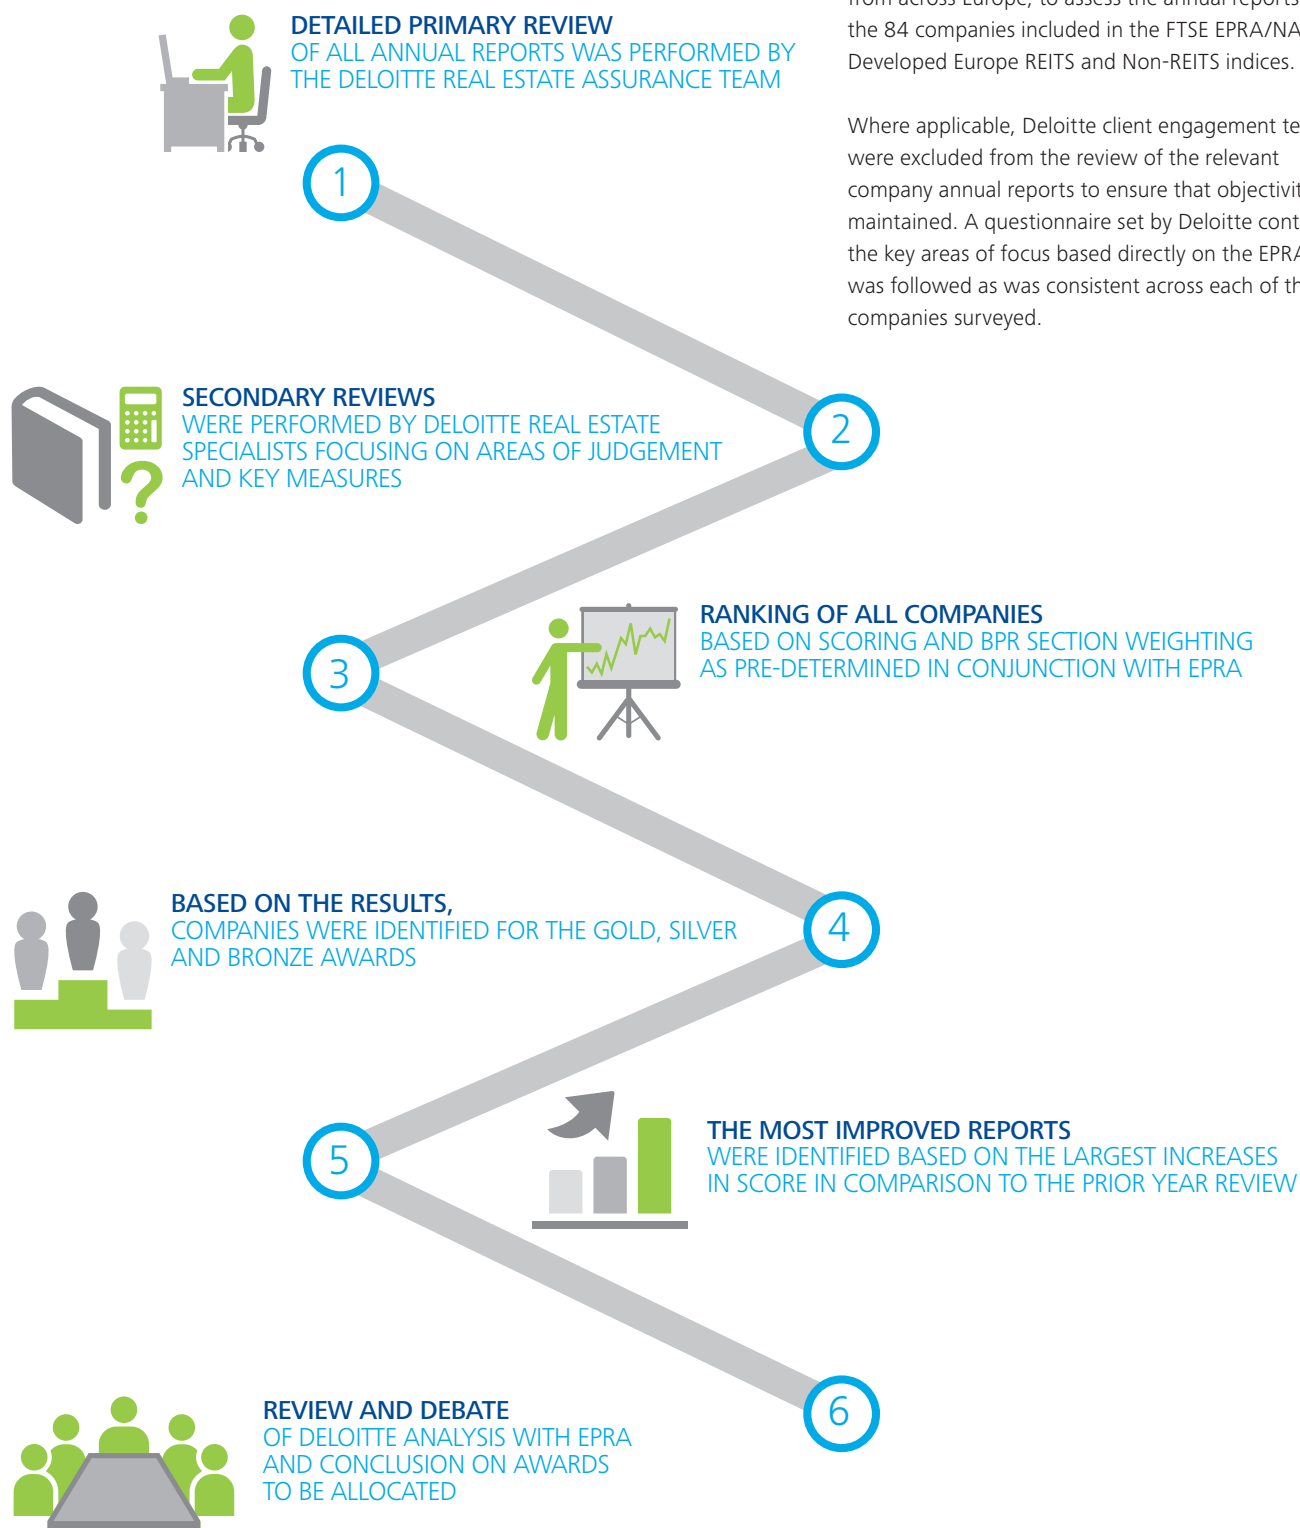 DETAILED PRIMARY REVIEW
OF ALL ANNUAL REPORTS WAS PERFORMED BY
THE DELOITTE REAL ESTATE ASSURANCE TEAM
from across Europe, to assess the annual reports
the 84 companies included in the FTSE EPRA/NA
Developed Europe REITS and Non-REITS indices.
Where applicable, Deloitte client engagement te
were excluded from the review of the relevant
company annual reports to ensure that objectivit
maintained. A questionnaire set by Deloitte cont
the key areas of focus based directly on the EPRA
was followed as was consistent across each of th
companies surveyed.
1
SECONDARY REVIEWS
WERE PERFORMED BY DELOITTE REAL ESTATE
SPECIALISTS FOCUSING ON AREAS OF JUDGEMENT
AND KEY MEASURES
2
RANKING OF ALL COMPANIES
BASED ON SCORING AND BPR SECTION WEIGHTING
AS PRE-DETERMINED IN CONJUNCTION WITH EPRA
3
BASED ON THE RESULTS,
COMPANIES WERE IDENTIFIED FOR THE GOLD, SILVER
AND BRONZE AWARDS
4
THE MOST IMPROVED REPORTS
WERE IDENTIFIED BASED ON THE LARGEST INCREASES
IN SCORE IN COMPARISON TO THE PRIOR YEAR REVIEW
5
REVIEW AND DEBATE
OF DELOITTE ANALYSIS WITH EPRA
AND CONCLUSION ON AWARDS
TO BE ALLOCATED
6